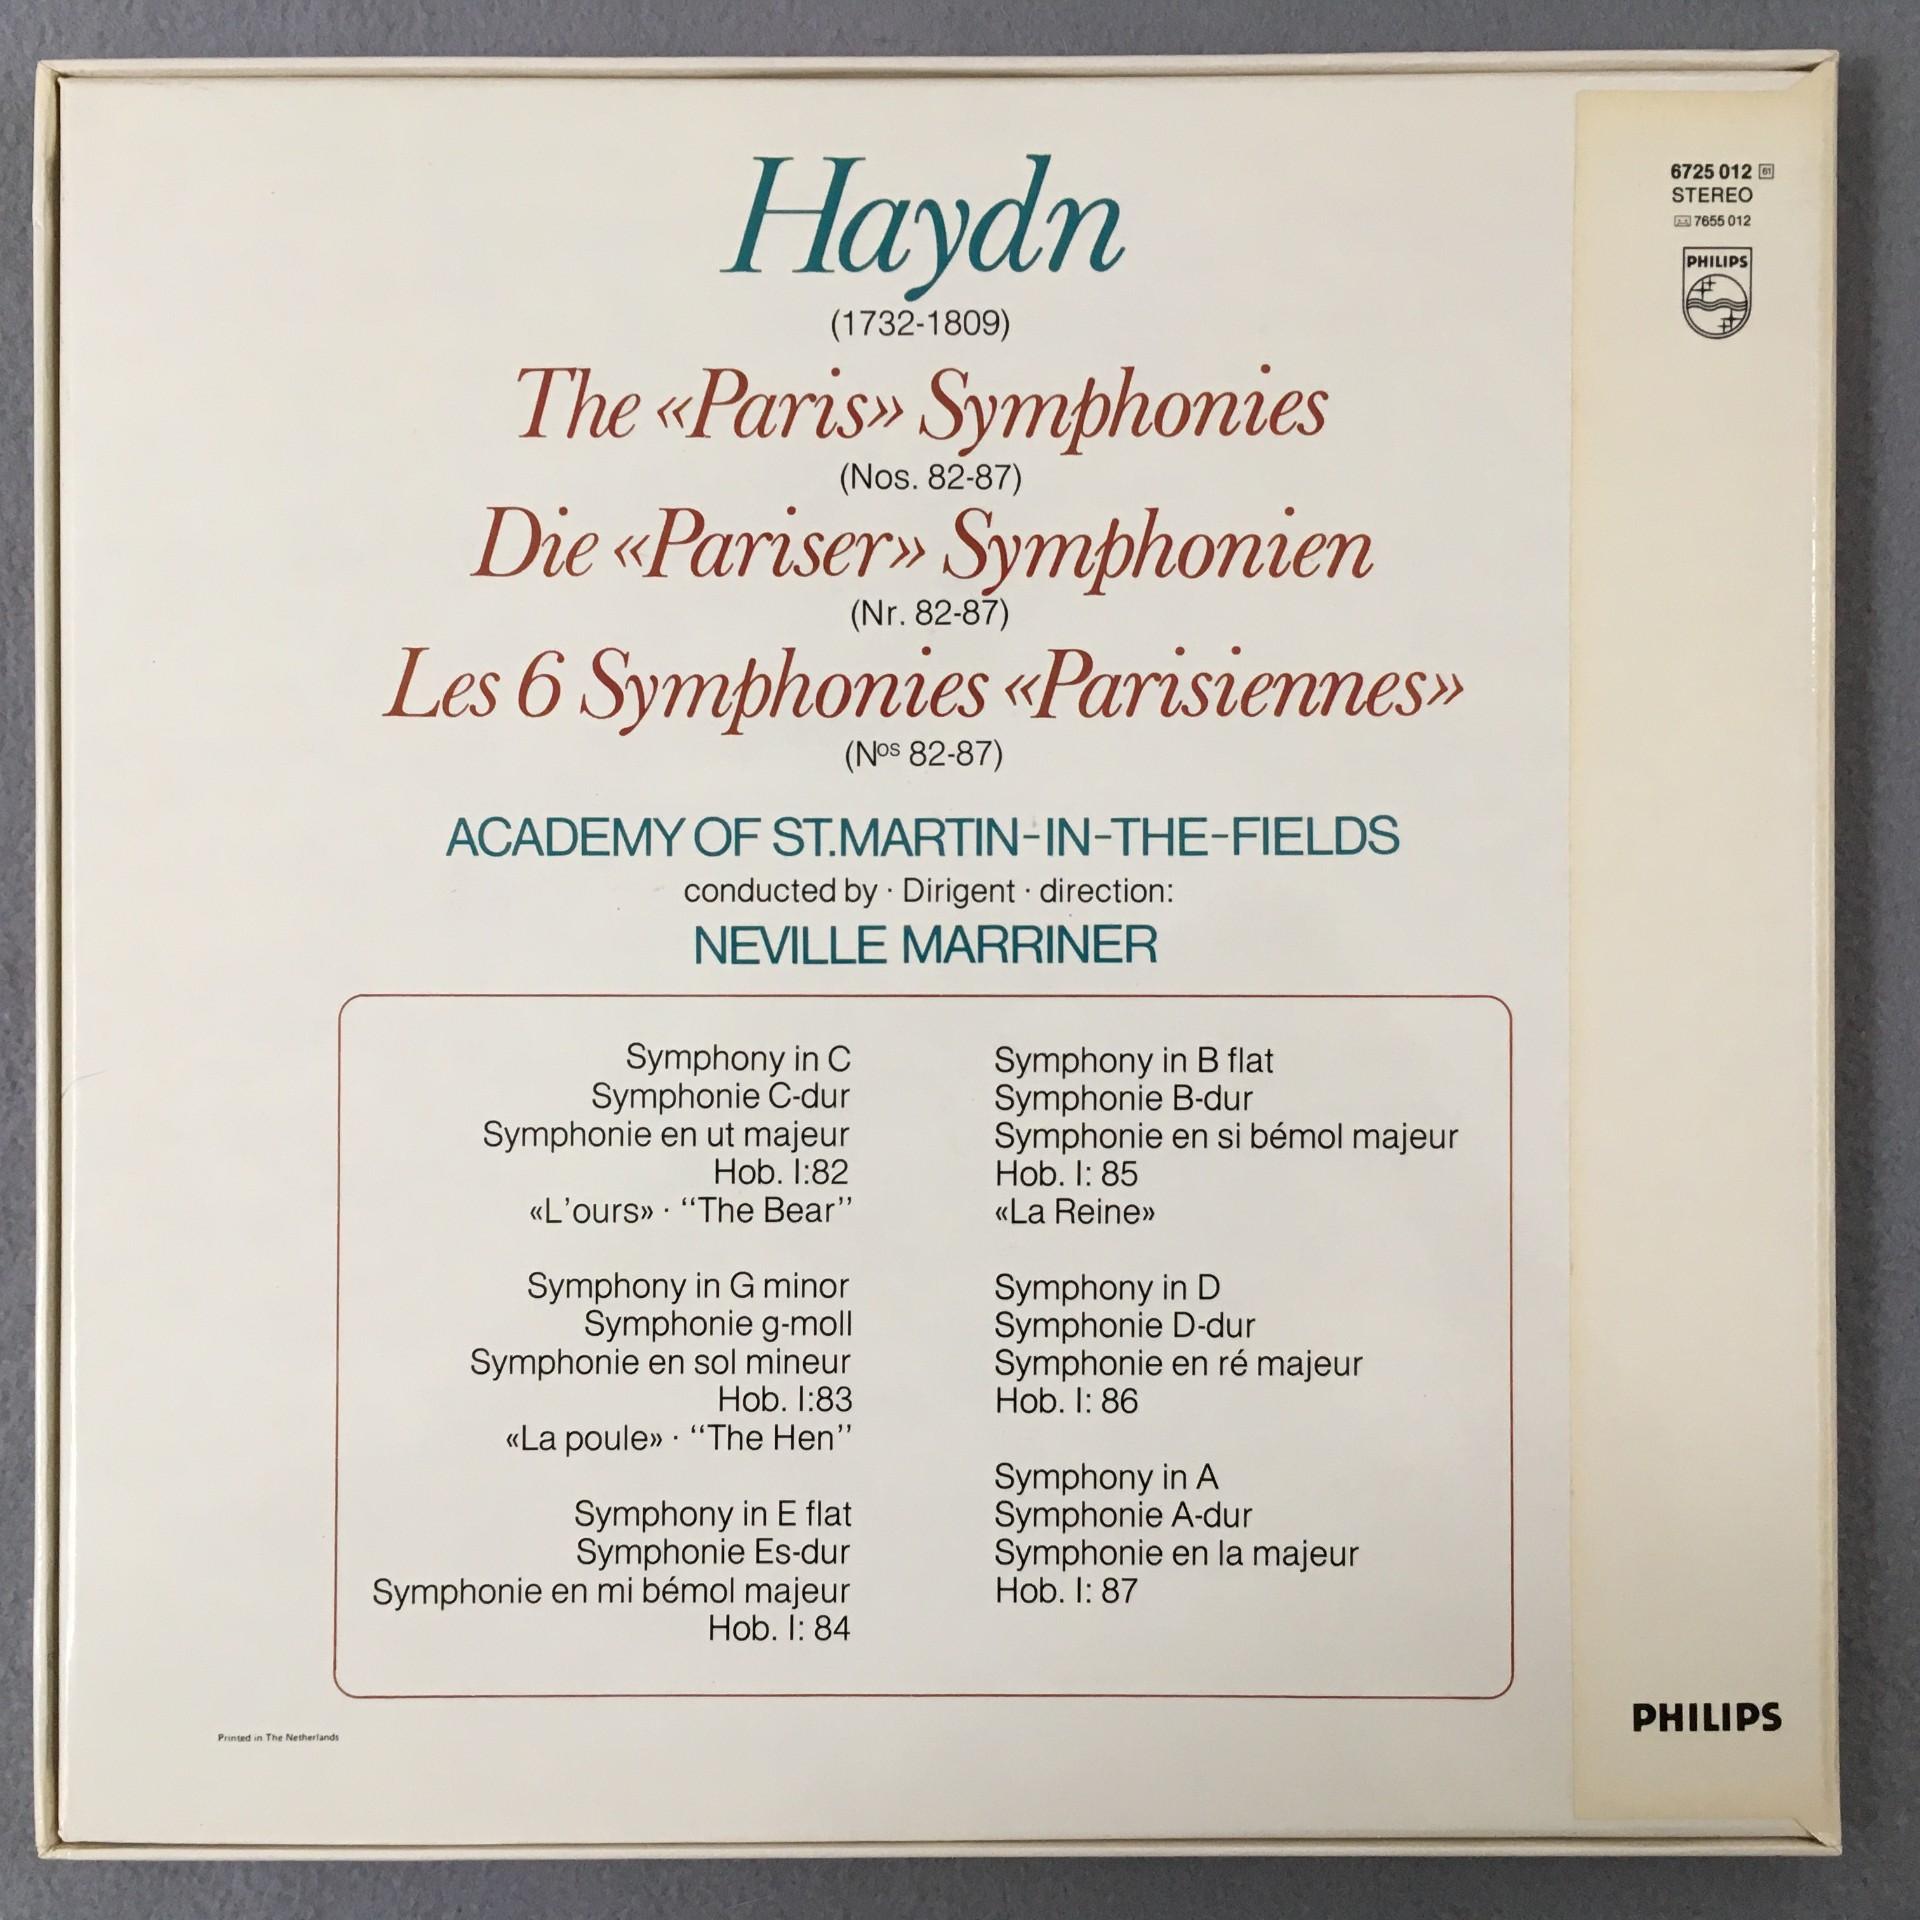 Haydn
(1732-1809)
The «Paris» Symphonies
(Nos. 82-87)
Die «Pariser» Symphonien
(Nr. 82-87)
Les 6 Symphonies «Parisiennes»
(Nos 82-87)
ACADEMY OF ST.MARTIN-IN-THE-FIELDS
conducted by · Dirigent · direction:
NEVILLE MARRINER
Symphony in C
Symphonie C-dur
Symphonie en ut majeur
Hob. I:82
«L'ours» · “The Bear”
Symphony in G minor
Symphonie g-moll
Symphonie en sol mineur
Hob. I:83
«La poule» · “The Hen”
Symphony in E flat
Symphonie Es-dur
Symphonie en mi bémol majeur
Hob. I: 84
Symphony in B flat
Symphonie B-dur
Symphonie en si bémol majeur
Hob. I: 85
«La Reine»
Symphony in D
Symphonie D-dur
Symphonie en ré majeur
Hob. I: 86
Symphony in A
Symphonie A-dur
Symphonie en la majeur
Hob. I: 87
Printed in The Netherlands
6725 012
STEREO
7655 012
PHILIPS
PHILIPS